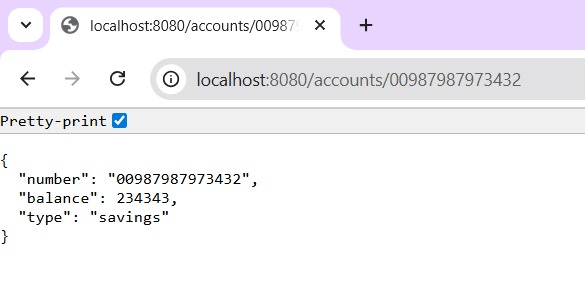 localhost:8080/accounts/00987
localhost:8080/accounts/00987987973432
Pretty-print
{
"number": "00987987973432",
"balance": 234343,
"type": "savings"
}